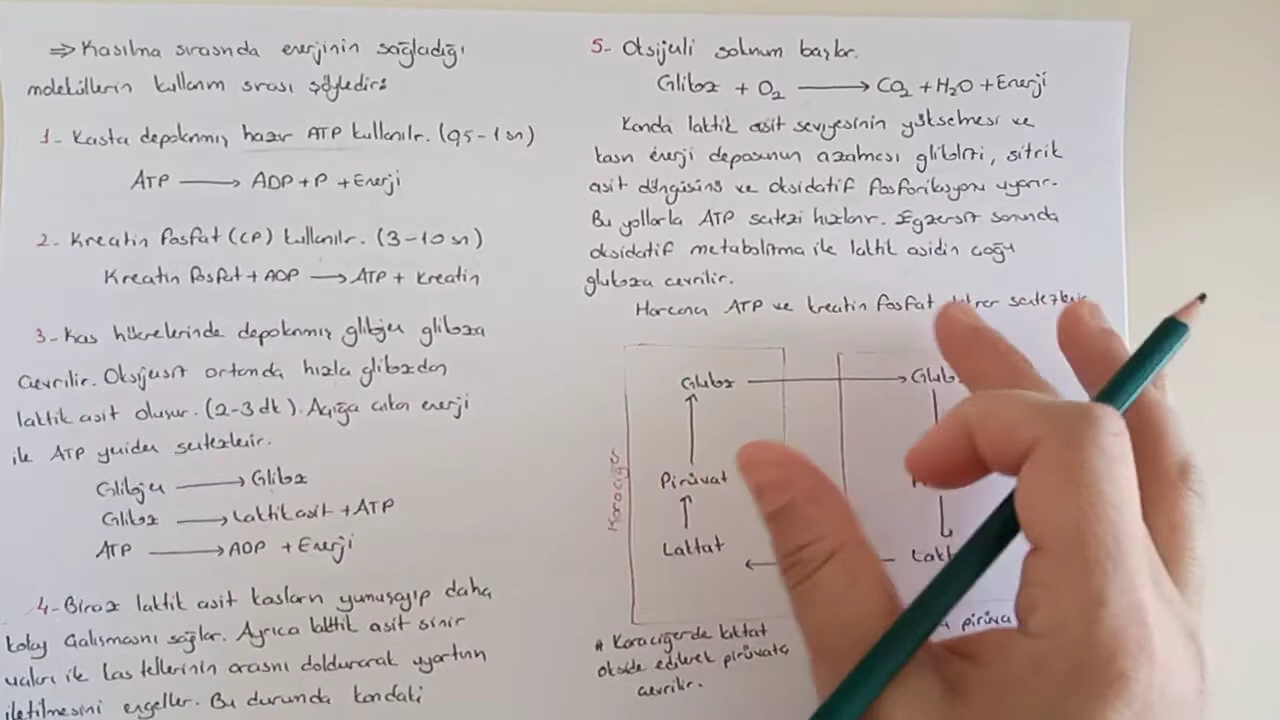 ⇒ Kasılma sırasında enerjinin sağladığı
moleküllerin kullanım sırası şöyledir:
1- Kasta depolanmış hazır ATP kullanılır. (0,5-1 sn)
ATP → ADP + P + Enerji
2- Kreatin fosfat (CP) kullanılır. (3-10 sn)
Kreatin fosfat + ADP → ATP + Kreatin
3- Kas hücrelerinde depolanmış glikojen glikoza
çevrilir. Oksijensiz ortamda hızla glikozdan
laktik asit oluşur. (2-3 dk). Açığa çıkan enerji
ile ATP yeniden sentezlenir.
Glikojen → Glikoz
Glikoz → Laktik asit + ATP
ATP → ADP + Enerji
4- Biraz laktik asit kasların yumuşayıp daha
kolay çalışmasını sağlar. Ayrıca laktik asit sinir
uçları ile kas tellerinin arasını doldurarak uyartının
iletilmesini engeller. Bu durumda kandaki
5- Oksijenli solunum başlar.
Glikoz + O₂ → CO₂ + H₂O + Enerji
Kanda laktik asit seviyesinin yükselmesi ve
kasın enerji deposunun azalması glikolizi, sitrik
asit döngüsünü ve oksidatif fosforilasyonu uyarır.
Bu yollarla ATP sentezi hızlanır. Egzersiz sonunda
oksidatif metabolizma ile laktik asidin çoğu
glukoza çevrilir.
Harcanan ATP ve kreatin fosfat tekrar sentezlenir
Karaciğer
Glukoz →
Pirüvat
Laktat
←
* Karaciğerde laktat
okside edilerek pirüvata
çevrilir.